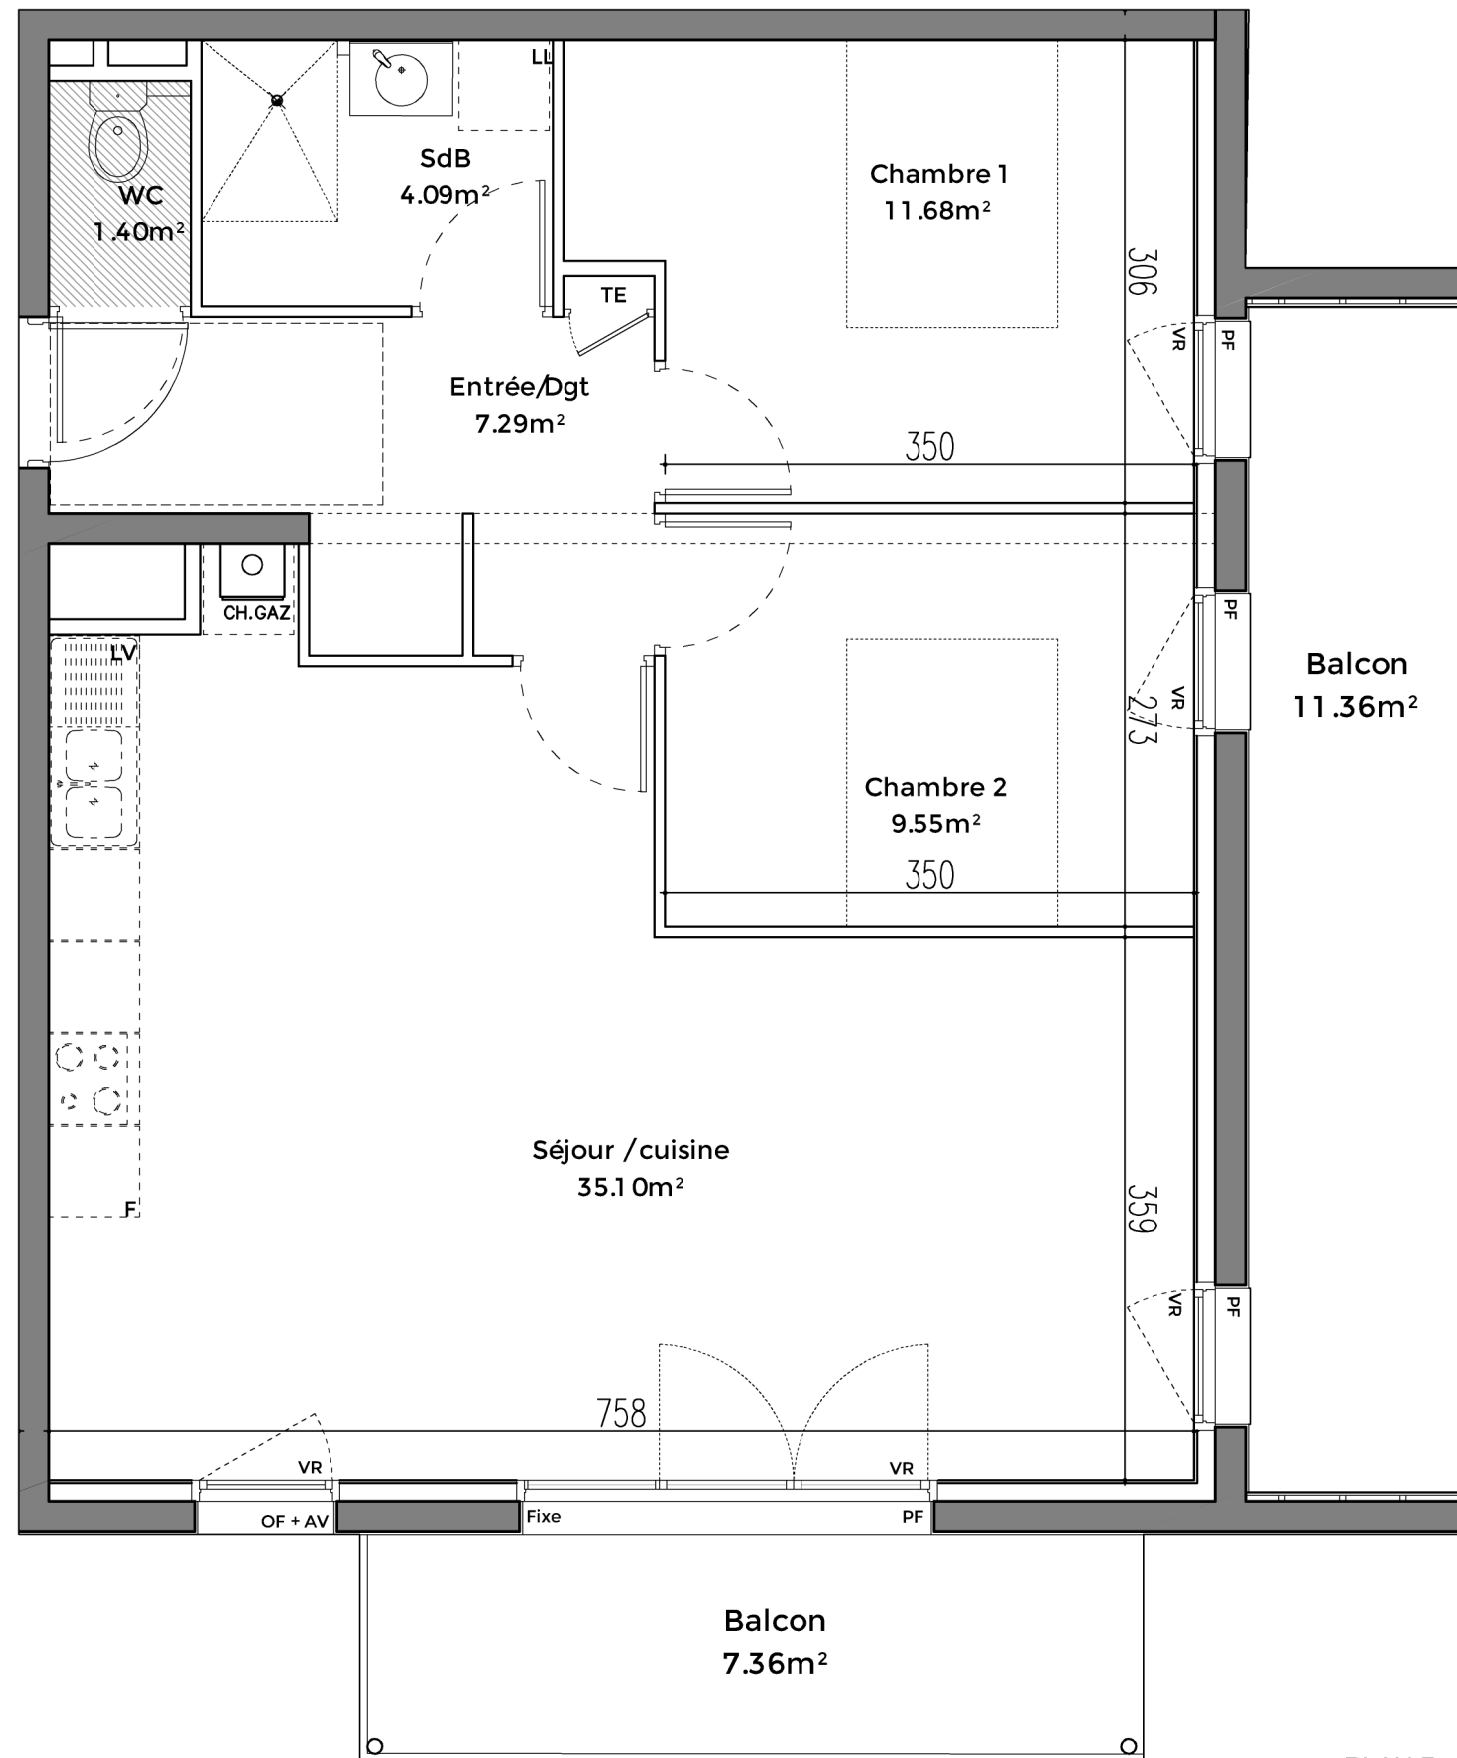 LL
SdB
4.09m²
WC
1.40m²
Chambre 1
11.68m²
306
TE
VR
PF
Entrée/Dgt
7.29m²
350
CH.GAZ
PF
LV
VR
273
Balcon
11.36m²
Chambre 2
9.55m²
350
Séjour /cuisine
35.10m²
F
359
VR
PF
758
VR
VR
OF + AV
Fixe
PF
Balcon
7.36m²